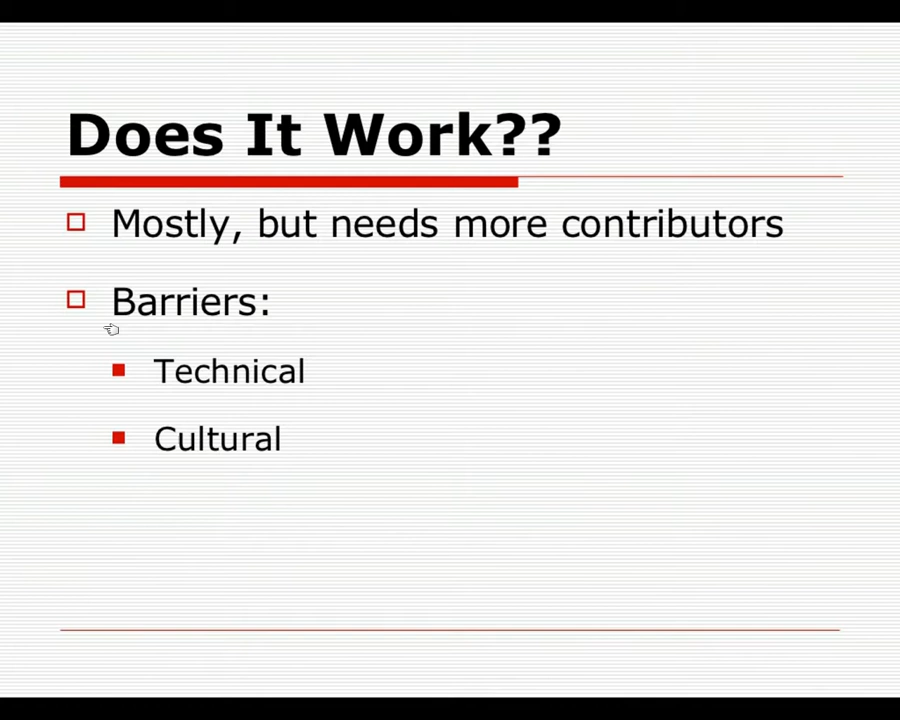 Does It Work??
Mostly, but needs more contributors
Barriers:
Technical
Cultural